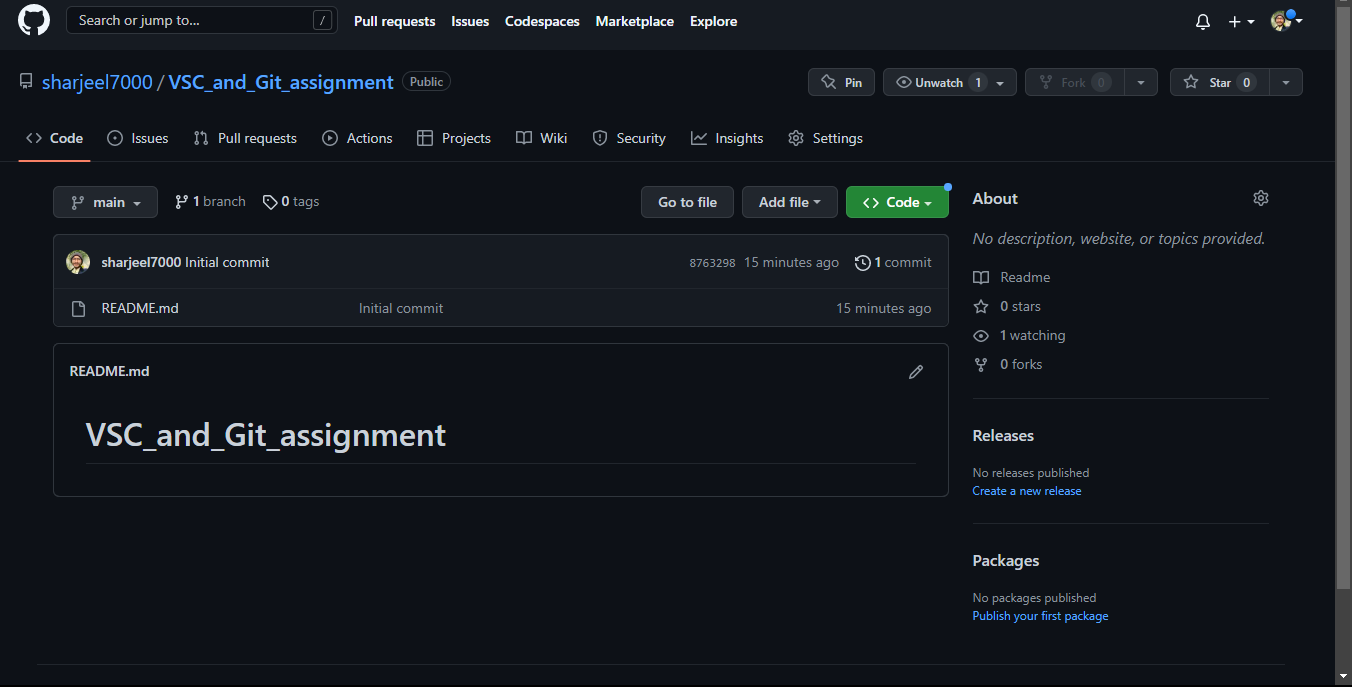 Search or jump to... /
Pull requests Issues Codespaces Marketplace Explore
sharjeel7000 / VSC_and_Git_assignment Public
Pin Unwatch 1 Fork 0 Star 0
Code Issues Pull requests Actions Projects Wiki Security Insights Settings
main 1 branch 0 tags Go to file Add file Code
sharjeel7000 Initial commit 8763298 15 minutes ago 1 commit
README.md Initial commit 15 minutes ago
README.md
VSC_and_Git_assignment
About
No description, website, or topics provided.
Readme
0 stars
1 watching
0 forks
Releases
No releases published
Create a new release
Packages
No packages published
Publish your first package